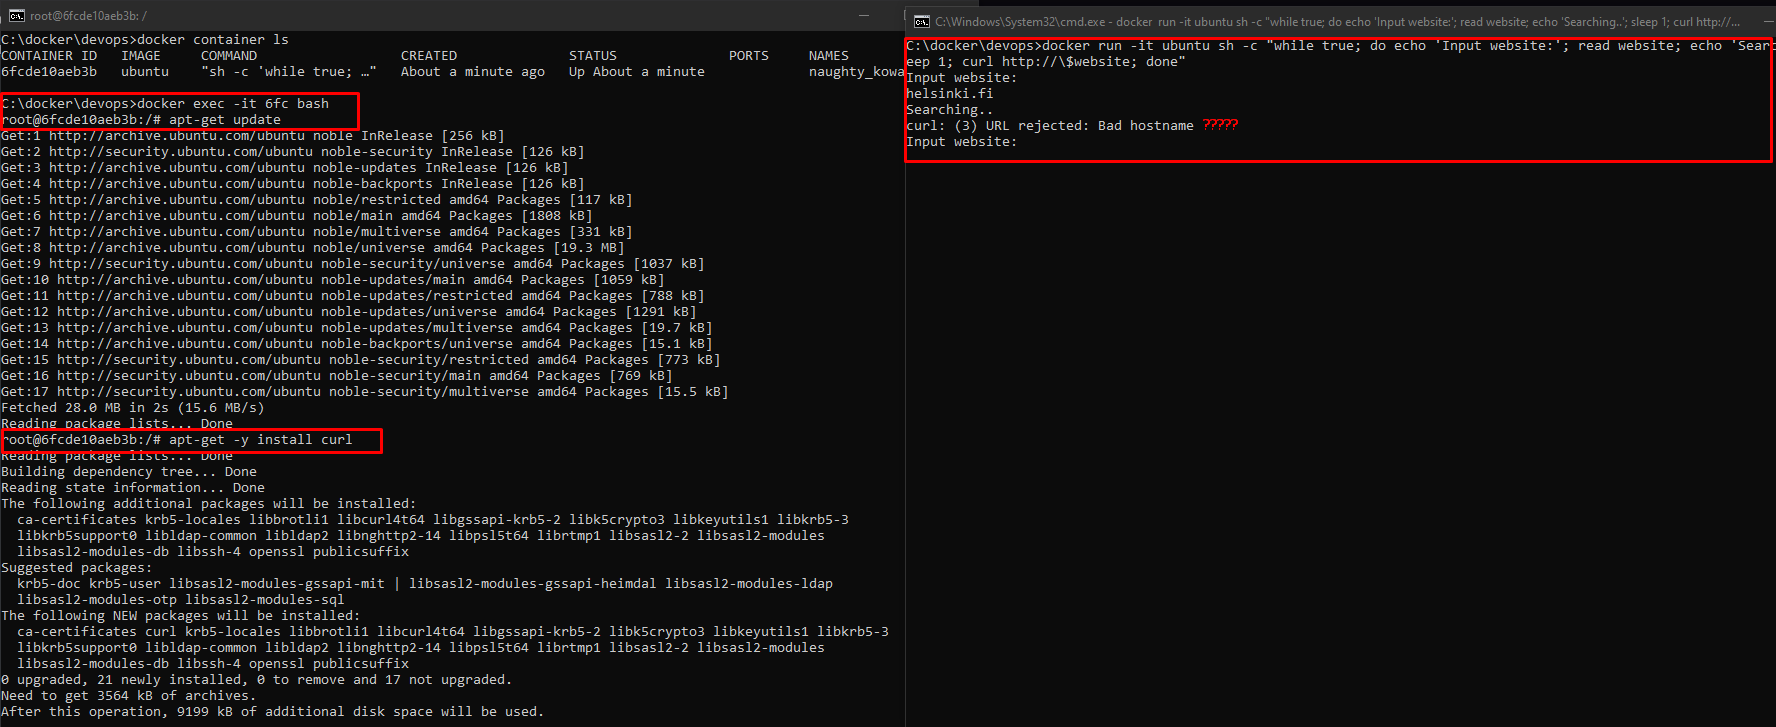 root@6fcde10aeb3b: /
C:\docker\devops>docker container ls
CONTAINER ID   IMAGE     COMMAND                  CREATED              STATUS              PORTS     NAMES
6fcde10aeb3b   ubuntu    "sh -c 'while true; …"   About a minute ago   Up About a minute             naughty_kowa
C:\docker\devops>docker exec -it 6fc bash
root@6fcde10aeb3b:/# apt-get update
Get:1 http://archive.ubuntu.com/ubuntu noble InRelease [256 kB]
Get:2 http://security.ubuntu.com/ubuntu noble-security InRelease [126 kB]
Get:3 http://archive.ubuntu.com/ubuntu noble-updates InRelease [126 kB]
Get:4 http://archive.ubuntu.com/ubuntu noble-backports InRelease [126 kB]
Get:5 http://archive.ubuntu.com/ubuntu noble/restricted amd64 Packages [117 kB]
Get:6 http://archive.ubuntu.com/ubuntu noble/main amd64 Packages [1808 kB]
Get:7 http://archive.ubuntu.com/ubuntu noble/multiverse amd64 Packages [331 kB]
Get:8 http://archive.ubuntu.com/ubuntu noble/universe amd64 Packages [19.3 MB]
Get:9 http://security.ubuntu.com/ubuntu noble-security/universe amd64 Packages [1037 kB]
Get:10 http://archive.ubuntu.com/ubuntu noble-updates/main amd64 Packages [1059 kB]
Get:11 http://archive.ubuntu.com/ubuntu noble-updates/restricted amd64 Packages [788 kB]
Get:12 http://archive.ubuntu.com/ubuntu noble-updates/universe amd64 Packages [1291 kB]
Get:13 http://archive.ubuntu.com/ubuntu noble-updates/multiverse amd64 Packages [19.7 kB]
Get:14 http://archive.ubuntu.com/ubuntu noble-backports/universe amd64 Packages [15.1 kB]
Get:15 http://security.ubuntu.com/ubuntu noble-security/restricted amd64 Packages [773 kB]
Get:16 http://security.ubuntu.com/ubuntu noble-security/main amd64 Packages [769 kB]
Get:17 http://security.ubuntu.com/ubuntu noble-security/multiverse amd64 Packages [15.5 kB]
Fetched 28.0 MB in 2s (15.6 MB/s)
Reading package lists... Done
root@6fcde10aeb3b:/# apt-get -y install curl
Reading package lists... Done
Building dependency tree... Done
Reading state information... Done
The following additional packages will be installed:
  ca-certificates krb5-locales libbrotli1 libcurl4t64 libgssapi-krb5-2 libk5crypto3 libkeyutils1 libkrb5-3
  libkrb5support0 libldap-common libldap2 libnghttp2-14 libpsl5t64 librtmp1 libsasl2-2 libsasl2-modules
  libsasl2-modules-db libssh-4 openssl publicsuffix
Suggested packages:
  krb5-doc krb5-user libsasl2-modules-gssapi-mit | libsasl2-modules-gssapi-heimdal libsasl2-modules-ldap
  libsasl2-modules-otp libsasl2-modules-sql
The following NEW packages will be installed:
  ca-certificates curl krb5-locales libbrotli1 libcurl4t64 libgssapi-krb5-2 libk5crypto3 libkeyutils1 libkrb5-3
  libkrb5support0 libldap-common libldap2 libnghttp2-14 libpsl5t64 librtmp1 libsasl2-2 libsasl2-modules
  libsasl2-modules-db libssh-4 openssl publicsuffix
0 upgraded, 21 newly installed, 0 to remove and 17 not upgraded.
Need to get 3564 kB of archives.
After this operation, 9199 kB of additional disk space will be used.
C:\Windows\System32\cmd.exe - docker run -it ubuntu sh -c "while true; do echo 'Input website:'; read website; echo 'Searching..'; sleep 1; curl http://...
C:\docker\devops>docker run -it ubuntu sh -c "while true; do echo 'Input website:'; read website; echo 'Searc
eep 1; curl http://\$website; done"
Input website:
helsinki.fi
Searching..
curl: (3) URL rejected: Bad hostname ?????
Input website: